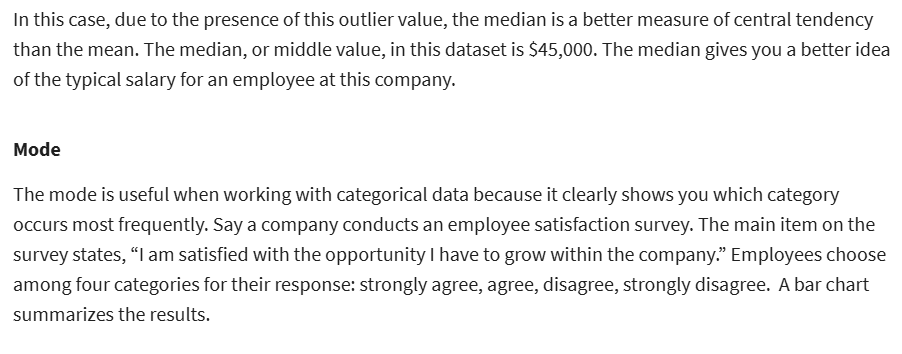 In this case, due to the presence of this outlier value, the median is a better measure of central tendency
than the mean. The median, or middle value, in this dataset is $45,000. The median gives you a better idea
of the typical salary for an employee at this company.
Mode
The mode is useful when working with categorical data because it clearly shows you which category
occurs most frequently. Say a company conducts an employee satisfaction survey. The main item on the
survey states, “I am satisfied with the opportunity I have to grow within the company.” Employees choose
among four categories for their response: strongly agree, agree, disagree, strongly disagree.  A bar chart
summarizes the results.